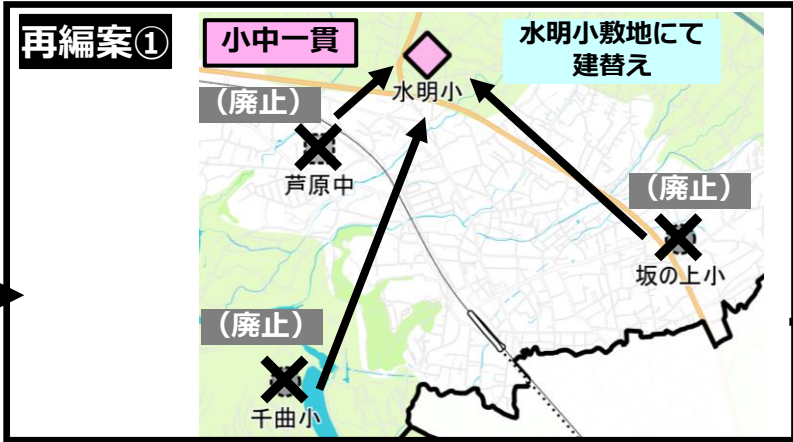 再編案①
小中一貫
水明小敷地にて
建替え
水明小
（廃止）
芦原中
（廃止）
坂の上小
（廃止）
千曲小